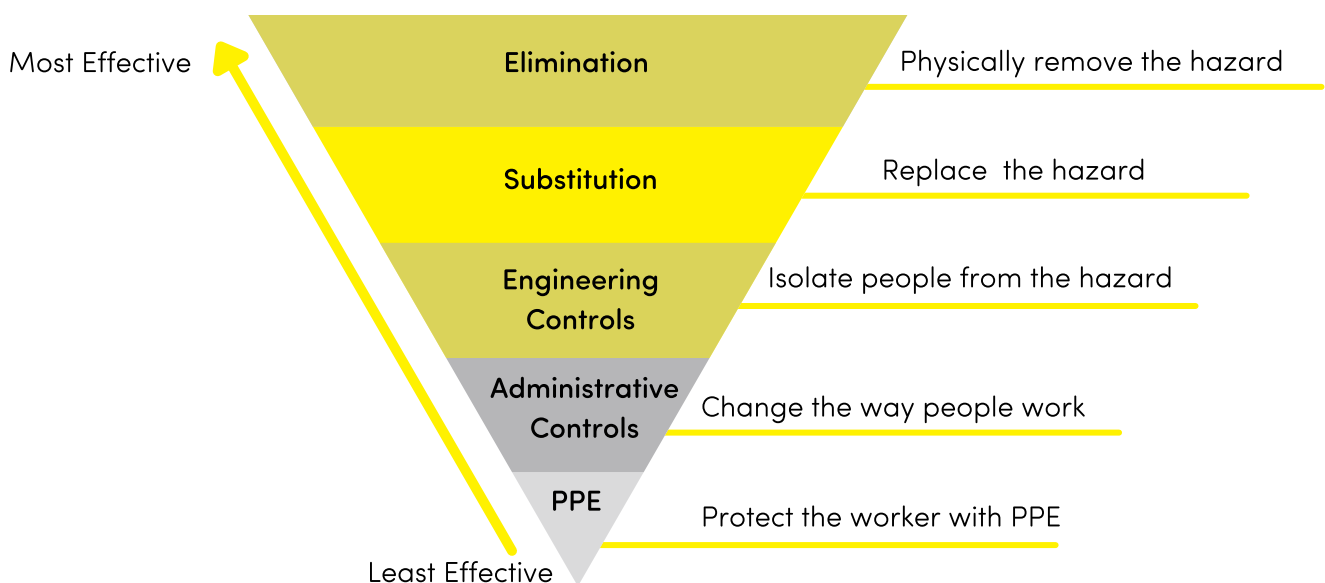 Most Effective
Elimination
Physically remove the hazard
Substitution
Replace  the hazard
Engineering
Controls
Isolate people from the hazard
Administrative
Controls
Change the way people work
PPE
Protect the worker with PPE
Least Effective